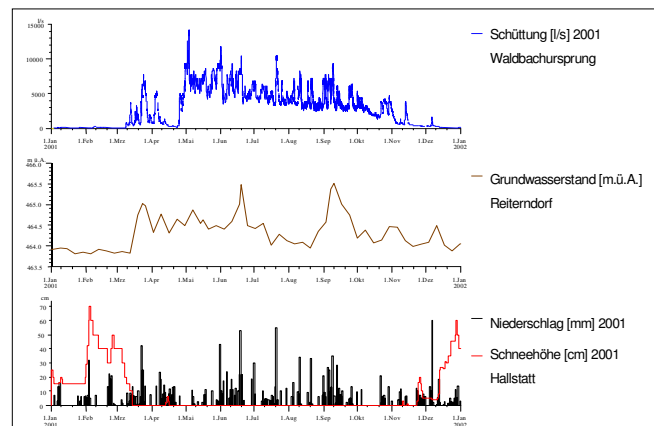 l/s
15000
10000
5000
0
1.Jan
2001
1.Feb
1.Mrz
1.Apr
1.Mai
1.Jun
1.Jul
1.Aug
1.Sep
1.Okt
1.Nov
1.Dez
1.Jan
2002
Schüttung [l/s] 2001
Waldbachursprung
m ü.A.
466.0
465.5
465.0
464.5
464.0
463.5
1.Jan
2001
1.Feb
1.Mrz
1.Apr
1.Mai
1.Jun
1.Jul
1.Aug
1.Sep
1.Okt
1.Nov
1.Dez
1.Jan
2002
Grundwasserstand [m.ü.A.]
Reiterndorf
cm
70
60
50
40
30
20
10
0
1.Jan
2001
1.Feb
1.Mrz
1.Apr
1.Mai
1.Jun
1.Jul
1.Aug
1.Sep
1.Okt
1.Nov
1.Dez
1.Jan
2002
Niederschlag [mm] 2001
Schneehöhe [cm] 2001
Hallstatt